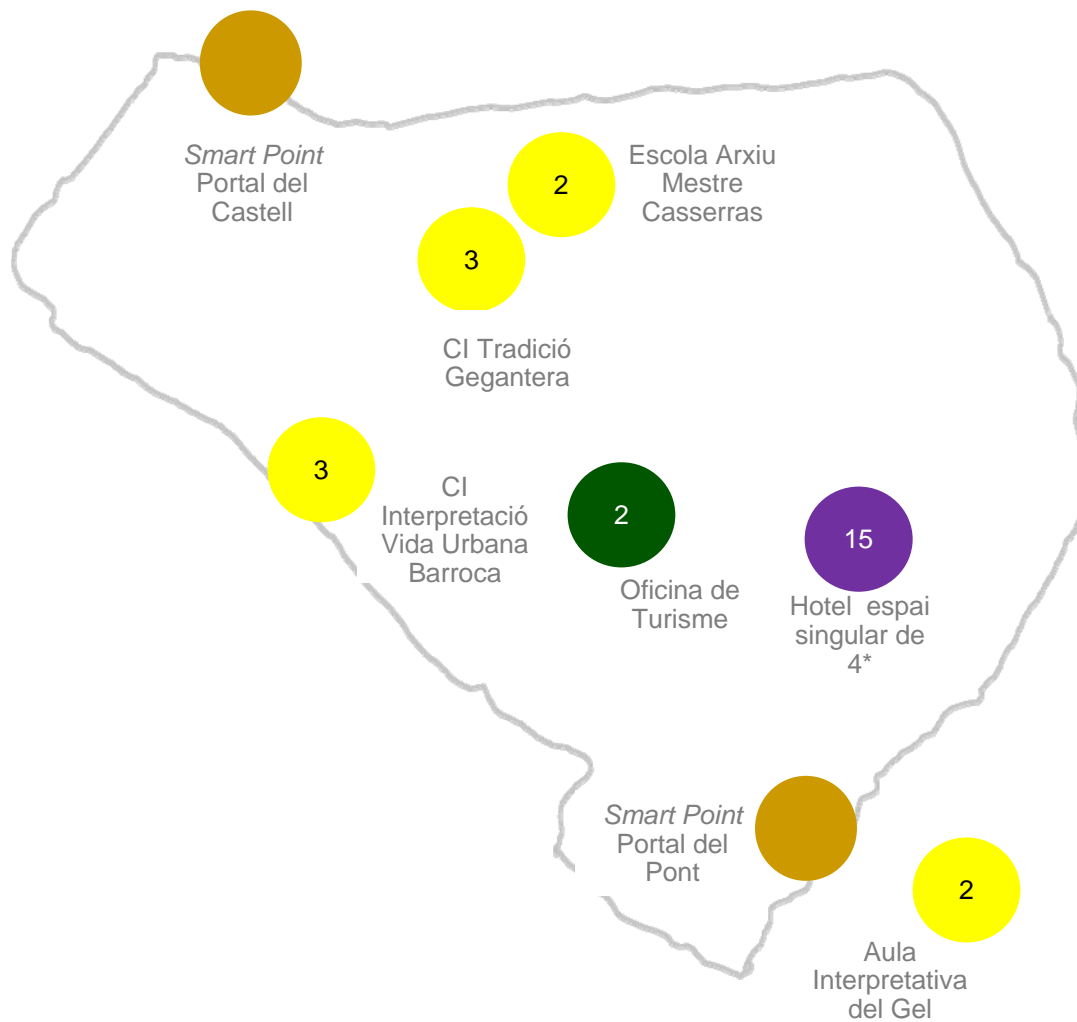 Smart Point
Portal del
Castell
2
Escola Arxiu
Mestre
Casserras
3
CI Tradició
Gegantera
3
CI
Interpretació
Vida Urbana
Barroca
2
Oficina de
Turisme
15
Hotel espai
singular de
4*
Smart Point
Portal del
Pont
2
Aula
Interpretativa
del Gel